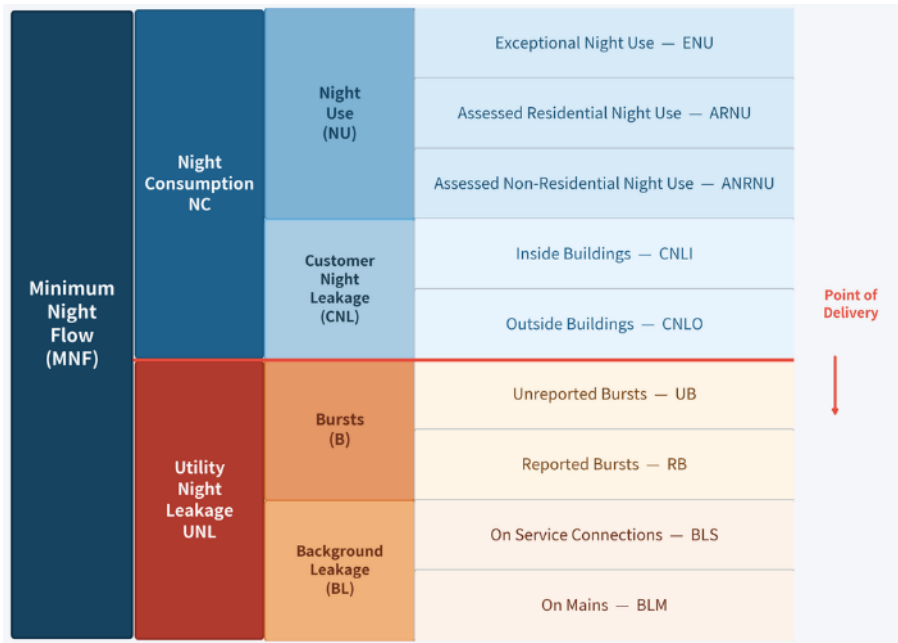 Minimum
Night
Flow
(MNF)
Night
Consumption
NC
Night
Use
(NU)
Exceptional Night Use — ENU
Assessed Residential Night Use — ARNU
Assessed Non-Residential Night Use — ANRNU
Customer
Night
Leakage
(CNL)
Inside Buildings — CNLI
Outside Buildings — CNLO
Utility
Night
Leakage
UNL
Bursts
(B)
Unreported Bursts — UB
Reported Bursts — RB
Background
Leakage
(BL)
On Service Connections — BLS
On Mains — BLM
Point of
Delivery